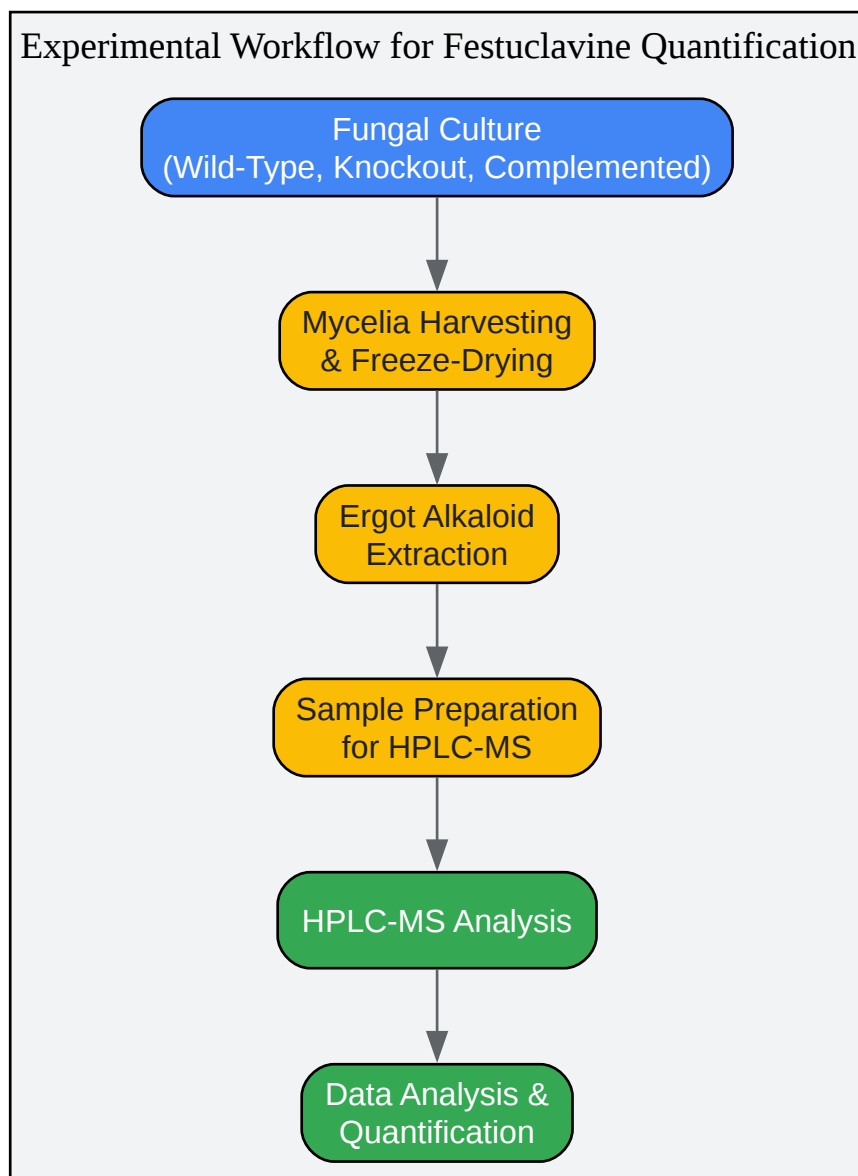 Experimental Workflow for Festuclavine Quantification
Fungal Culture
(Wild-Type, Knockout, Complemented)
Mycelia Harvesting
& Freeze-Drying
Ergot Alkaloid
Extraction
Sample Preparation
for HPLC-MS
HPLC-MS Analysis
Data Analysis &
Quantification